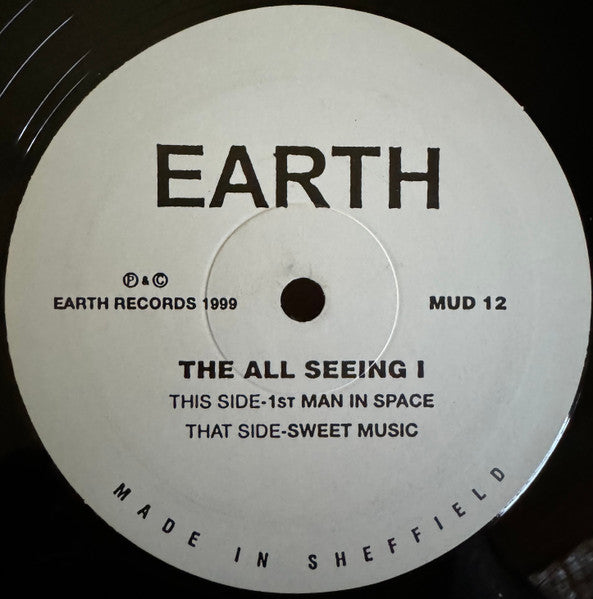 EARTH
℗ & ©
EARTH RECORDS 1999
MUD 12
THE ALL SEEING I
THIS SIDE-1ST MAN IN SPACE
THAT SIDE-SWEET MUSIC
MADE IN SHEFFIELD